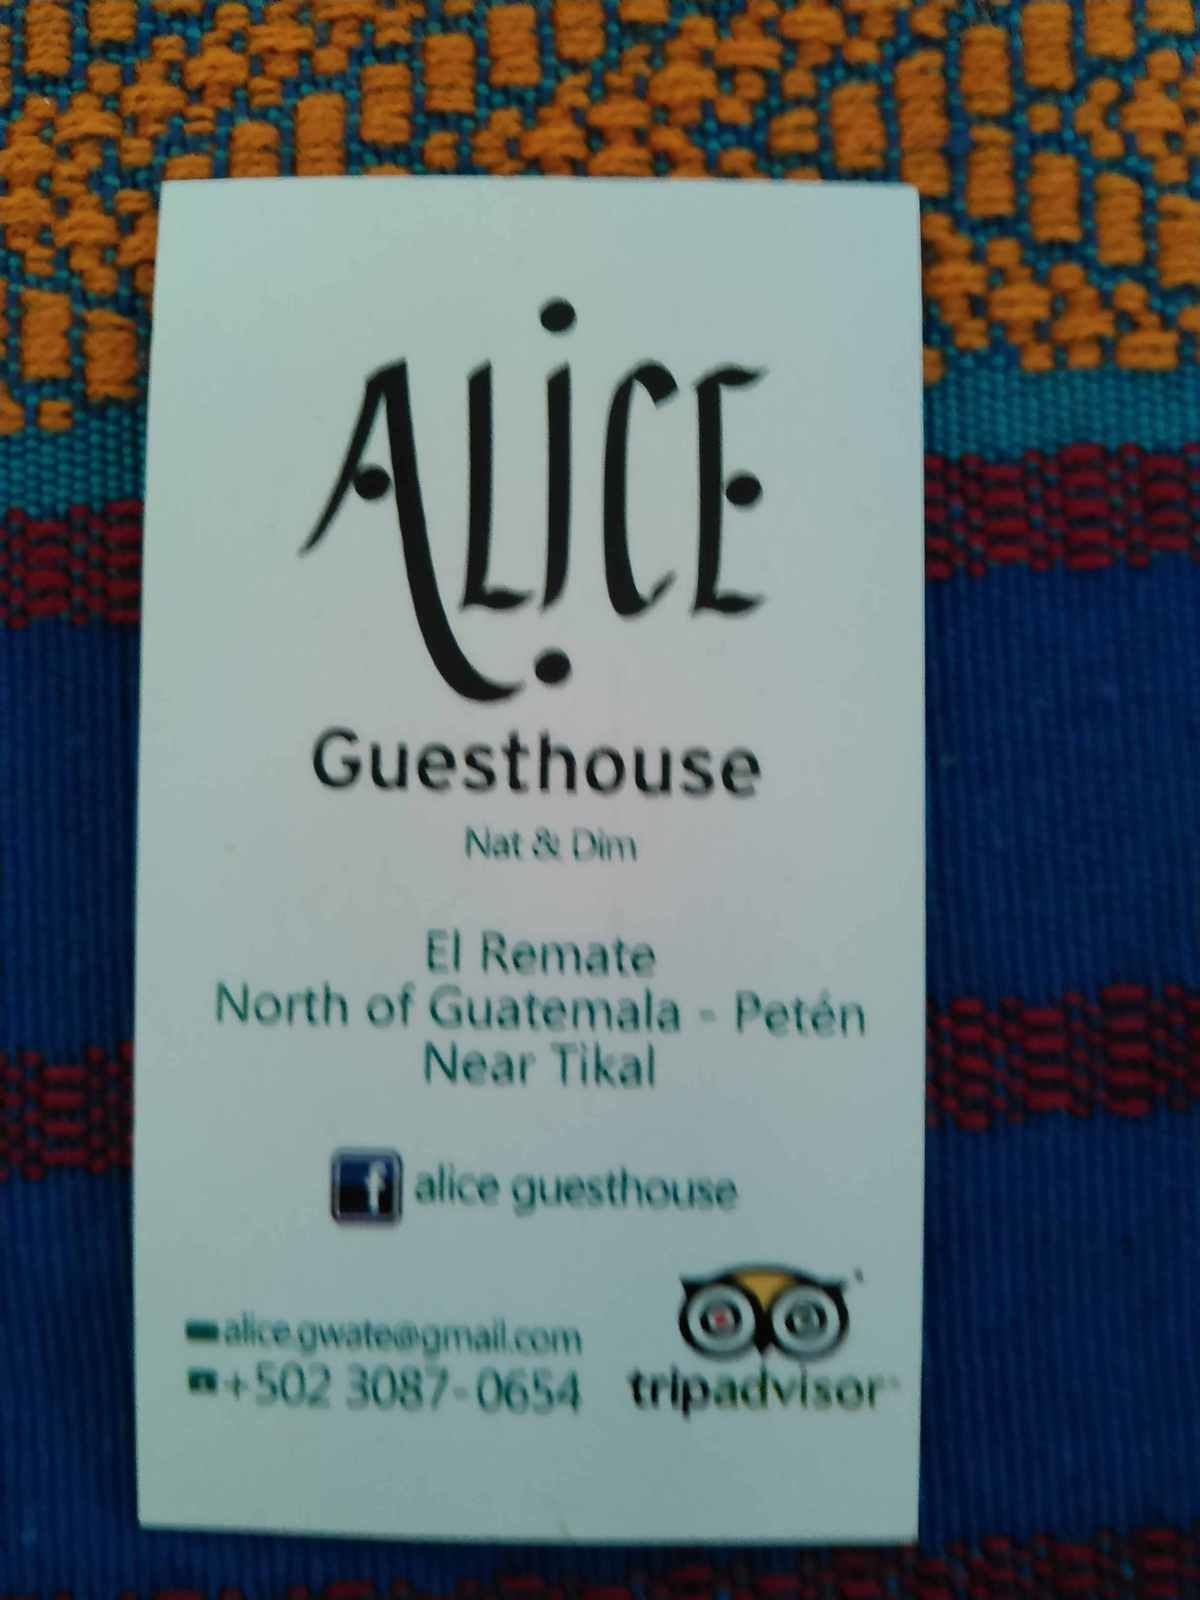 ALiCE
Guesthouse
Nat & Dim
El Remate
North of Guatemala - Petén
Near Tikal
f alice guesthouse
alice.gwate@gmail.com
+502 3087-0654
tripadvisor